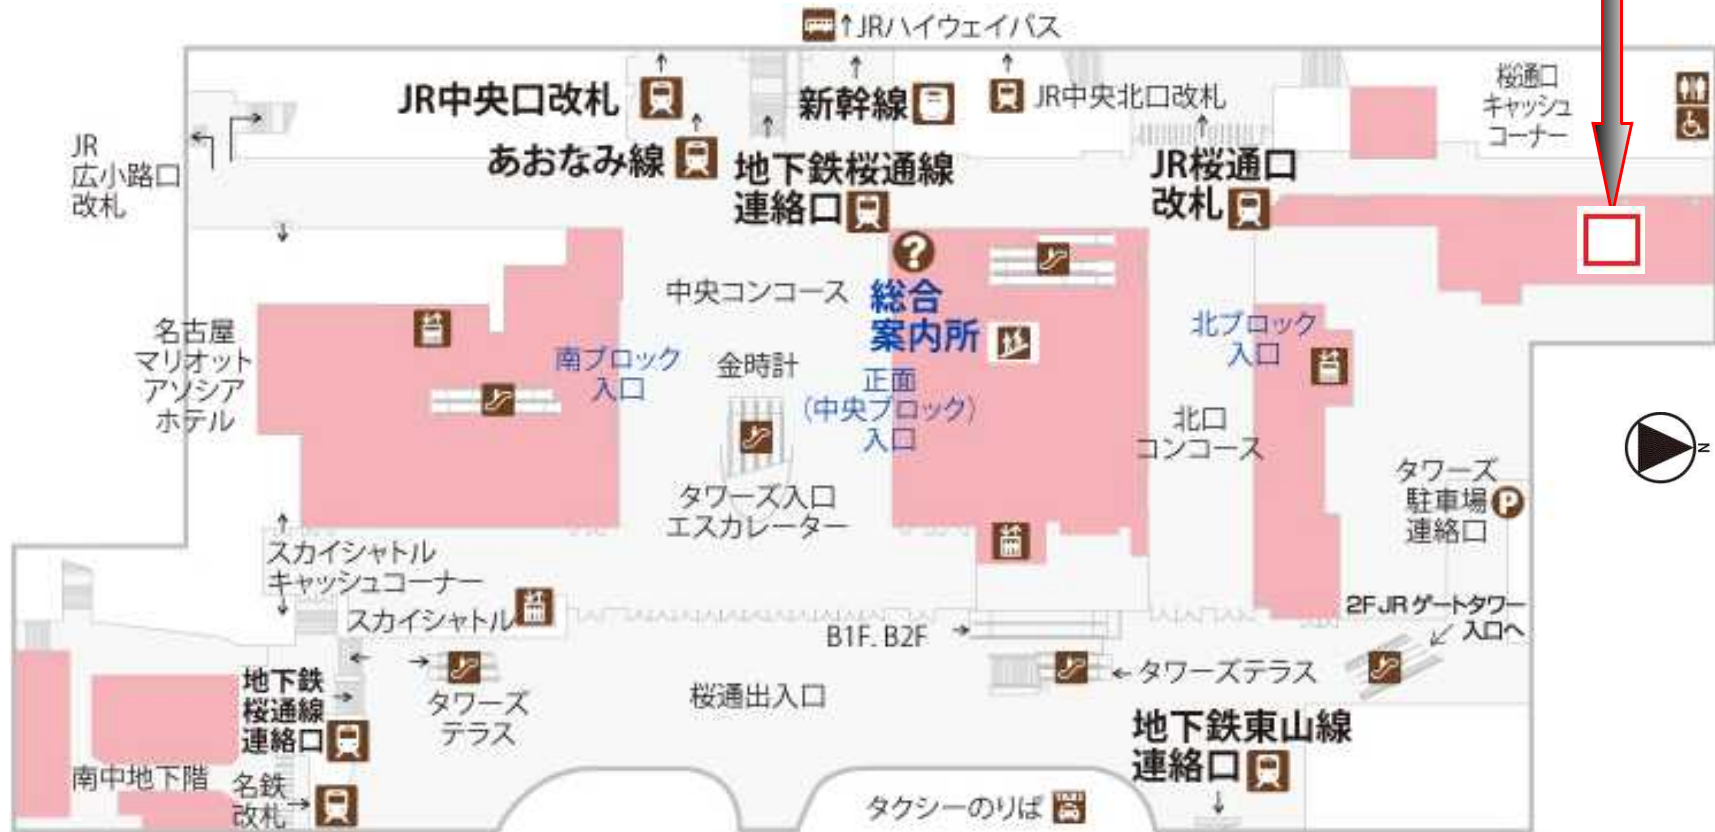 ↑JRハイウェイバス
JR中央口改札
新幹線
JR中央北口改札
桜通口
キャッシュ
コーナー
あおなみ線
地下鉄桜通線
連絡口
JR桜通口
改札
JR
広小路口
改札
中央コンコース
?
総合
案内所
名古屋
マリオット
アソシア
ホテル
南ブロック
入口
金時計
正面
(中央ブロック)
入口
北ブロック
入口
北口
コンコース
N
タワーズ
駐車場
連絡口
P
タワーズ入口
エスカレーター
スカイシャトル
キャッシュコーナー
スカイシャトル
B1F. B2F
2F JRゲートタワー
入口へ
タワーズテラス
地下鉄
桜通線
連絡口
タワーズ
テラス
桜通出入口
地下鉄東山線
連絡口
南中地下階
名鉄
改札
タクシーのりば
TAXI